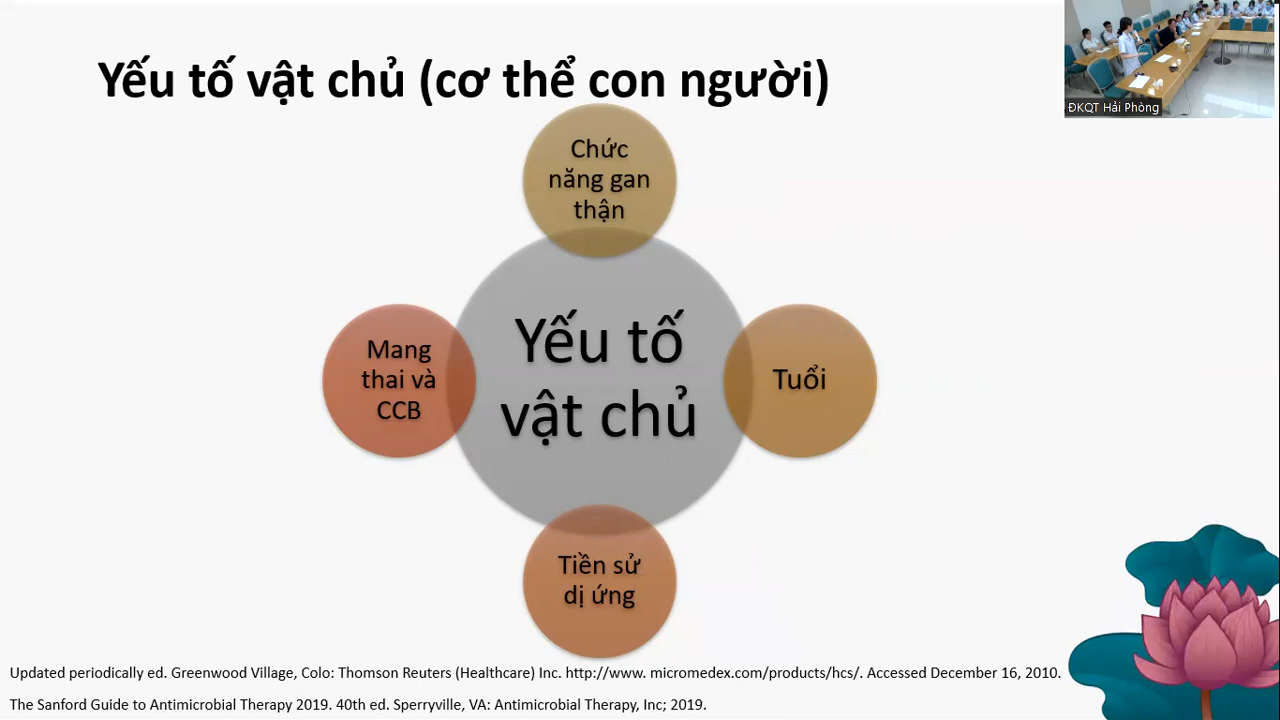 Yếu tố vật chủ (cơ thể con người)
ĐKQT Hải Phòng
Chức
năng gan
thận
Mang
thai và
CCB
Yếu tố
vật chủ
Tuổi
Tiền sử
dị ứng
Updated periodically ed. Greenwood Village, Colo: Thomson Reuters (Healthcare) Inc. http://www. micromedex.com/products/hcs/. Accessed December 16, 2010.
The Sanford Guide to Antimicrobial Therapy 2019. 40th ed. Sperryville, VA: Antimicrobial Therapy, Inc; 2019.